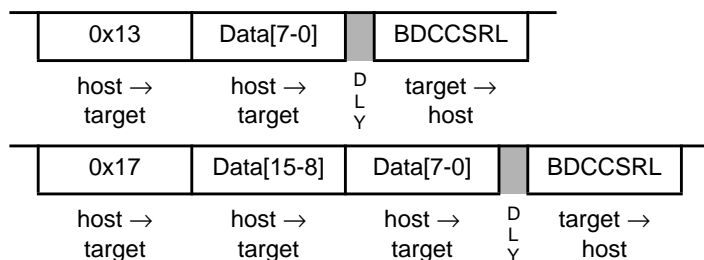 0x13 Data[7-0] BDCCSRL
host → target host → target D L Y target → host
0x17 Data[15-8] Data[7-0] BDCCSRL
host → target host → target host → target D L Y target → host